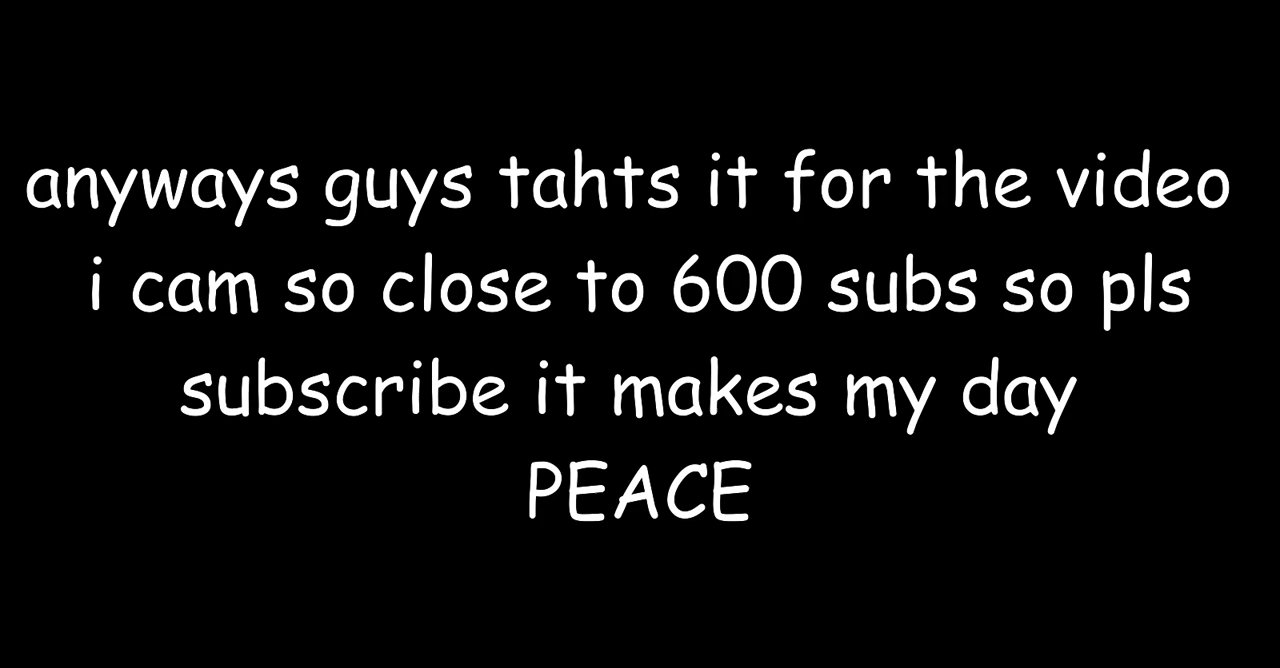 anyways guys tahts it for the video
i cam so close to 600 subs so pls
subscribe it makes my day
PEACE